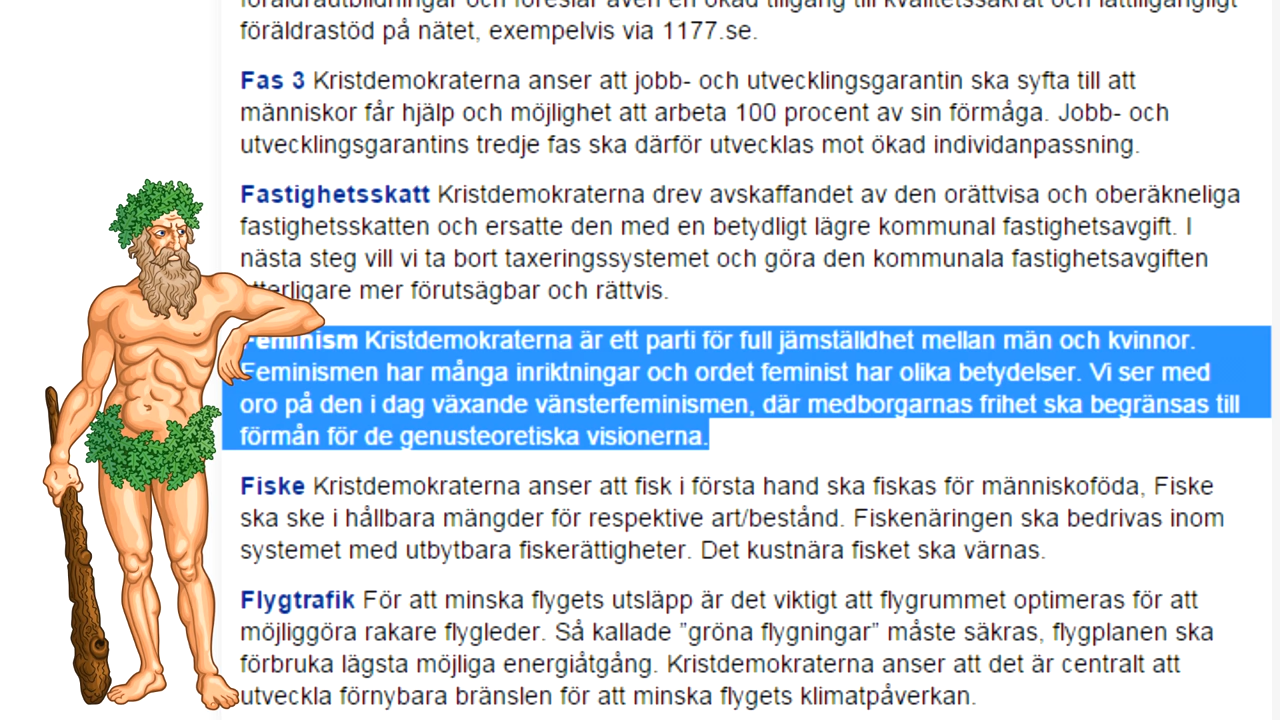 föräldrautbildningar och föreslår även en ökad tillgång till kvalitetssäkrat och lättillgängligt
föräldrastöd på nätet, exempelvis via 1177.se.
Fas 3 Kristdemokraterna anser att jobb- och utvecklingsgarantin ska syfta till att
människor får hjälp och möjlighet att arbeta 100 procent av sin förmåga. Jobb- och
utvecklingsgarantins tredje fas ska därför utvecklas mot ökad individanpassning.
Fastighetsskatt Kristdemokraterna drev avskaffandet av den orättvisa och oberäkneliga
fastighetsskatten och ersatte den med en betydligt lägre kommunal fastighetsavgift. I
nästa steg vill vi ta bort taxeringssystemet och göra den kommunala fastighetsavgiften
ytterligare mer förutsägbar och rättvis.
Feminism Kristdemokraterna är ett parti för full jämställdhet mellan män och kvinnor.
Feminismen har många inriktningar och ordet feminist har olika betydelser. Vi ser med
oro på den i dag växande vänsterfeminismen, där medborgarnas frihet ska begränsas till
förmån för de genusteoretiska visionerna.
Fiske Kristdemokraterna anser att fisk i första hand ska fiskas för människoföda, Fiske
ska ske i hållbara mängder för respektive art/bestånd. Fiskenäringen ska bedrivas inom
systemet med utbytbara fiskerättigheter. Det kustnära fisket ska värnas.
Flygtrafik För att minska flygets utsläpp är det viktigt att flygrummet optimeras för att
möjliggöra rakare flygleder. Så kallade ”gröna flygningar” måste säkras, flygplanen ska
förbruka lägsta möjliga energiåtgång. Kristdemokraterna anser att det är centralt att
utveckla förnybara bränslen för att minska flygets klimatpåverkan.